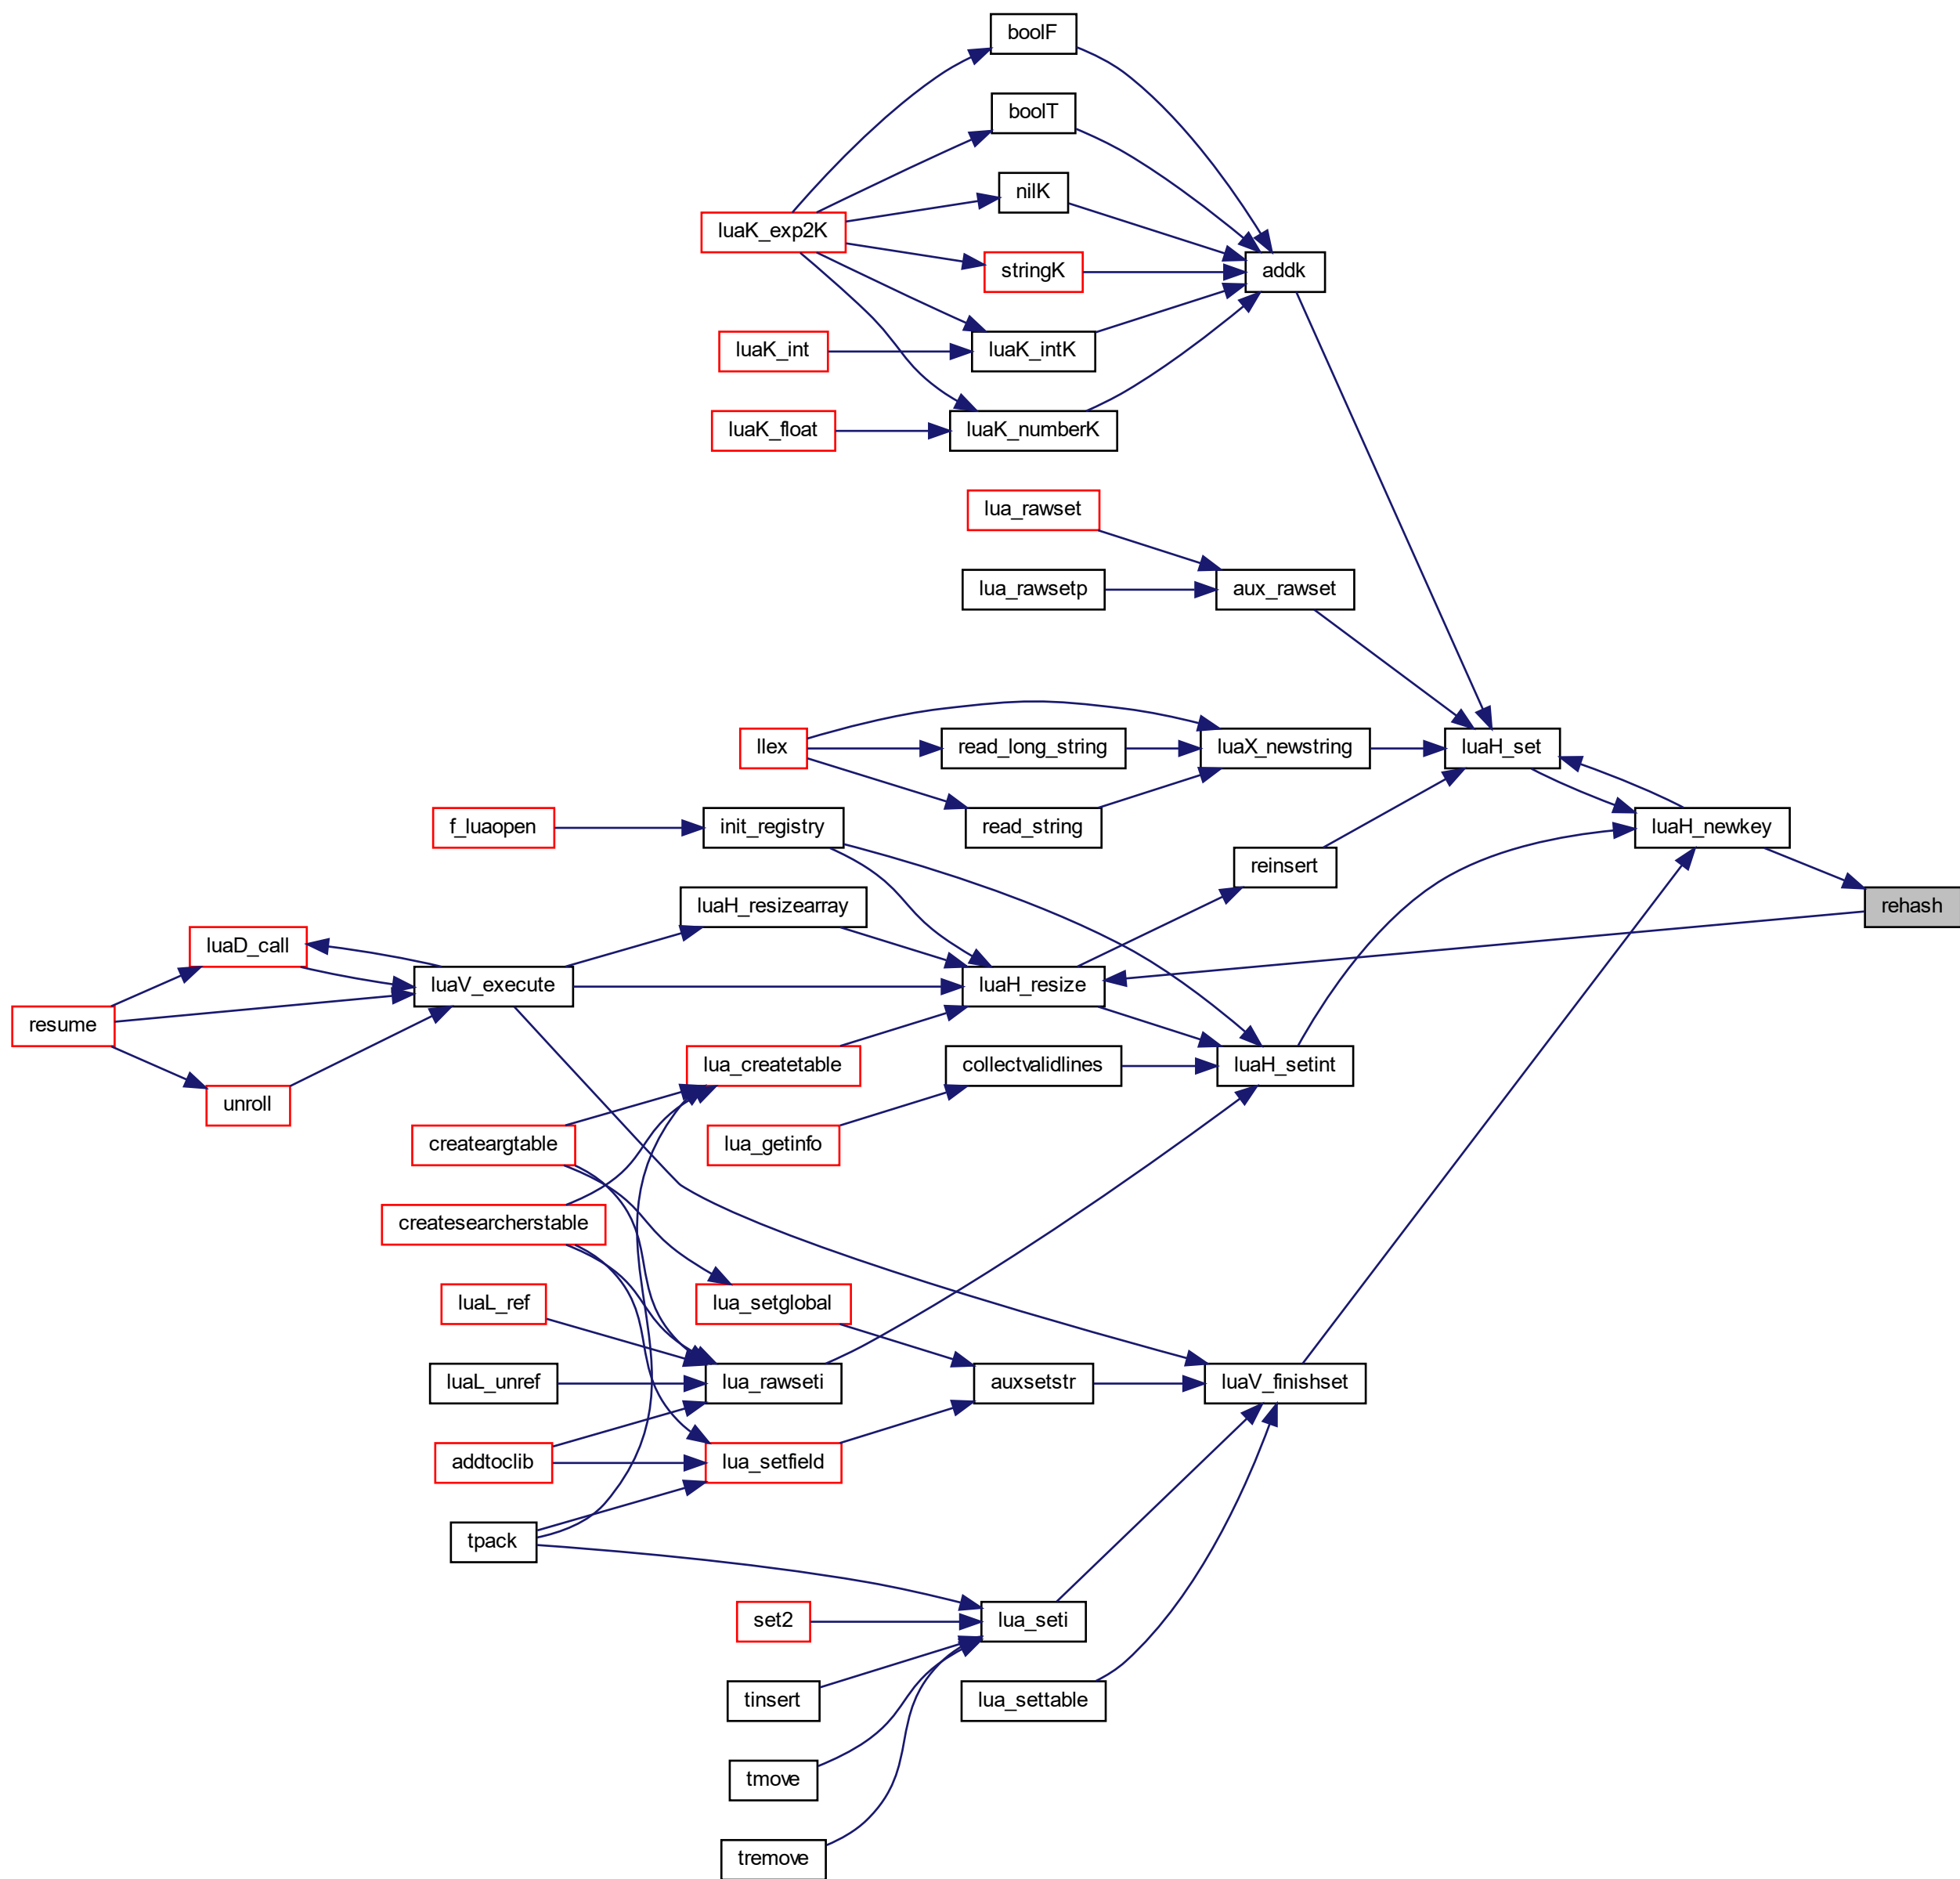 boolF
boolT
nilK
luaK_exp2K
stringK
addk
luaK_int
luaK_intK
luaK_float
luaK_numberK
lua_rawset
lua_rawsetp
aux_rawset
llex
read_long_string
luaX_newstring
luaH_set
f_luaopen
init_registry
read_string
luaH_newkey
reinsert
luaH_resizearray
rehash
luaD_call
luaV_execute
luaH_resize
resume
lua_createtable
collectvalidlines
luaH_setint
unroll
createargtable
lua_getinfo
createsearcherstable
luaL_ref
lua_setglobal
luaL_unref
lua_rawseti
auxsetstr
luaV_finishset
addtoclib
lua_setfield
tpack
set2
lua_seti
tinsert
lua_settable
tmove
tremove